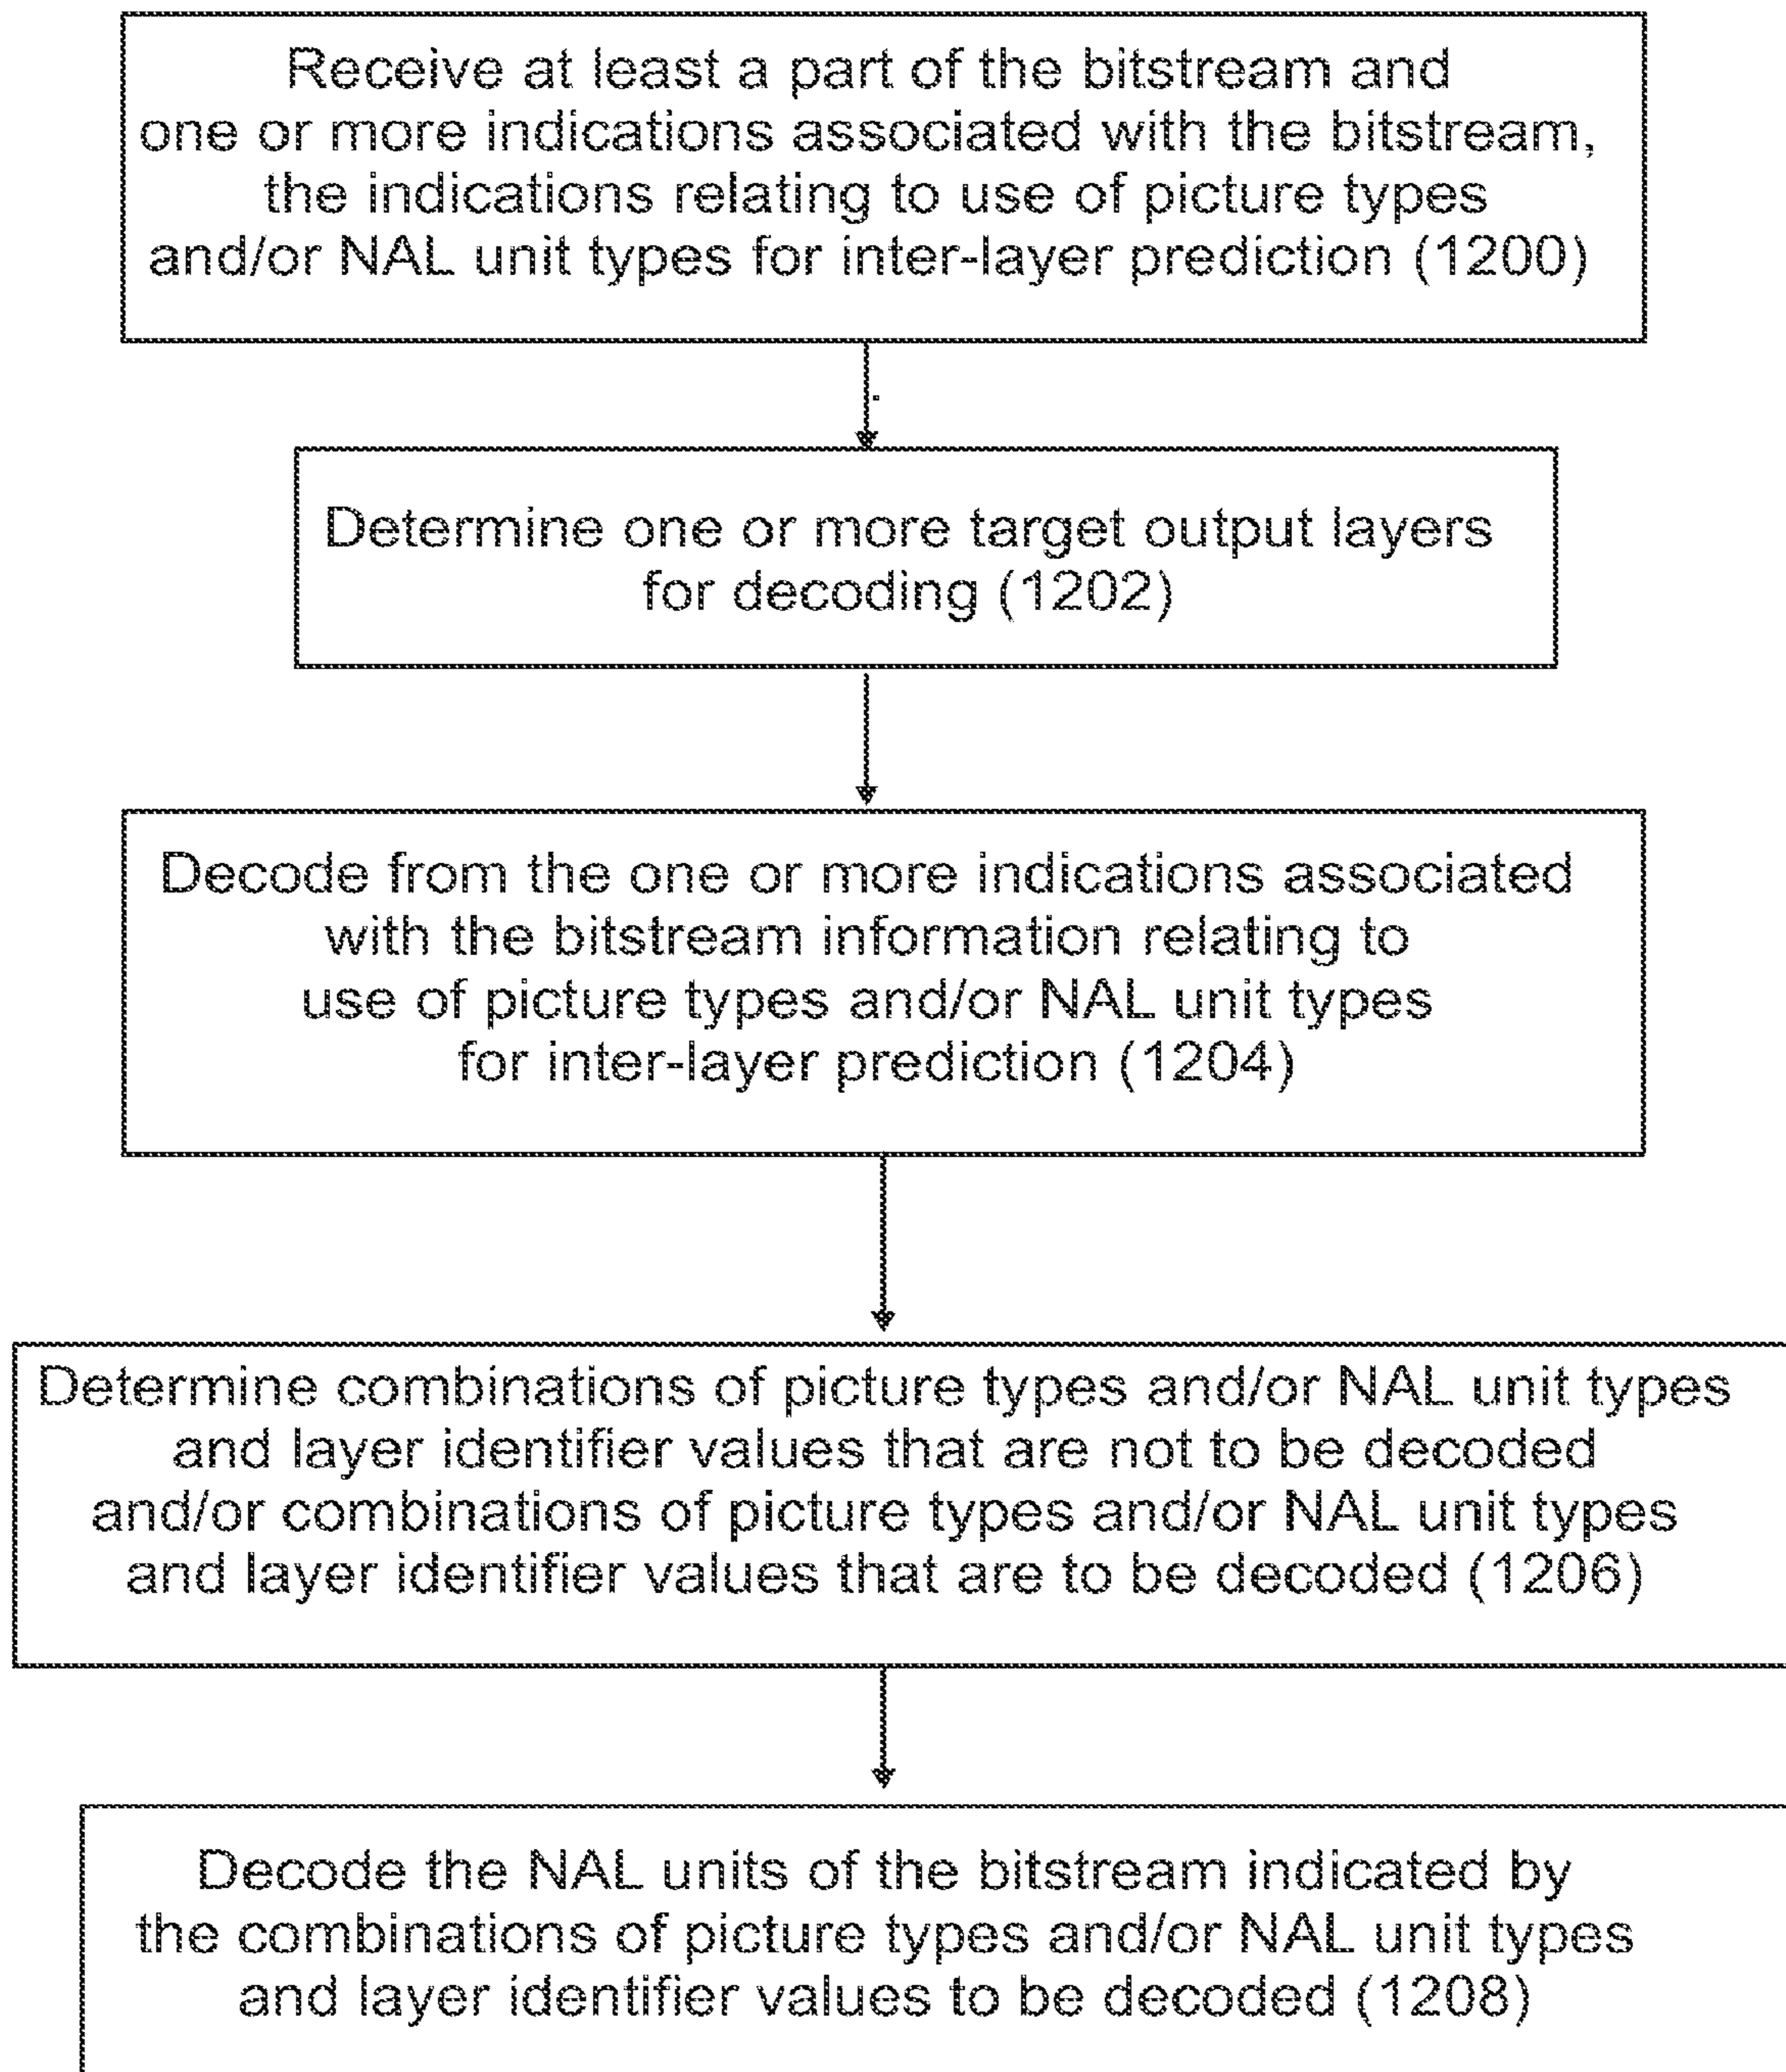 Receive at least a part of the bitstream and
one or more indications associated with the bitstream,
the indications relating to use of picture types
and/or NAL unit types for inter-layer prediction (1200)
Determine one or more target output layers
for decoding (1202)
Decode from the one or more indications associated
with the bitstream information relating to
use of picture types and/or NAL unit types
for inter-layer prediction (1204)
Determine combinations of picture types and/or NAL unit types
and layer identifier values that are not to be decoded
and/or combinations of picture types and/or NAL unit types
and layer identifier values that are to be decoded (1206)
Decode the NAL units of the bitstream indicated by
the combinations of picture types and/or NAL unit types
and layer identifier values to be decoded (1208)